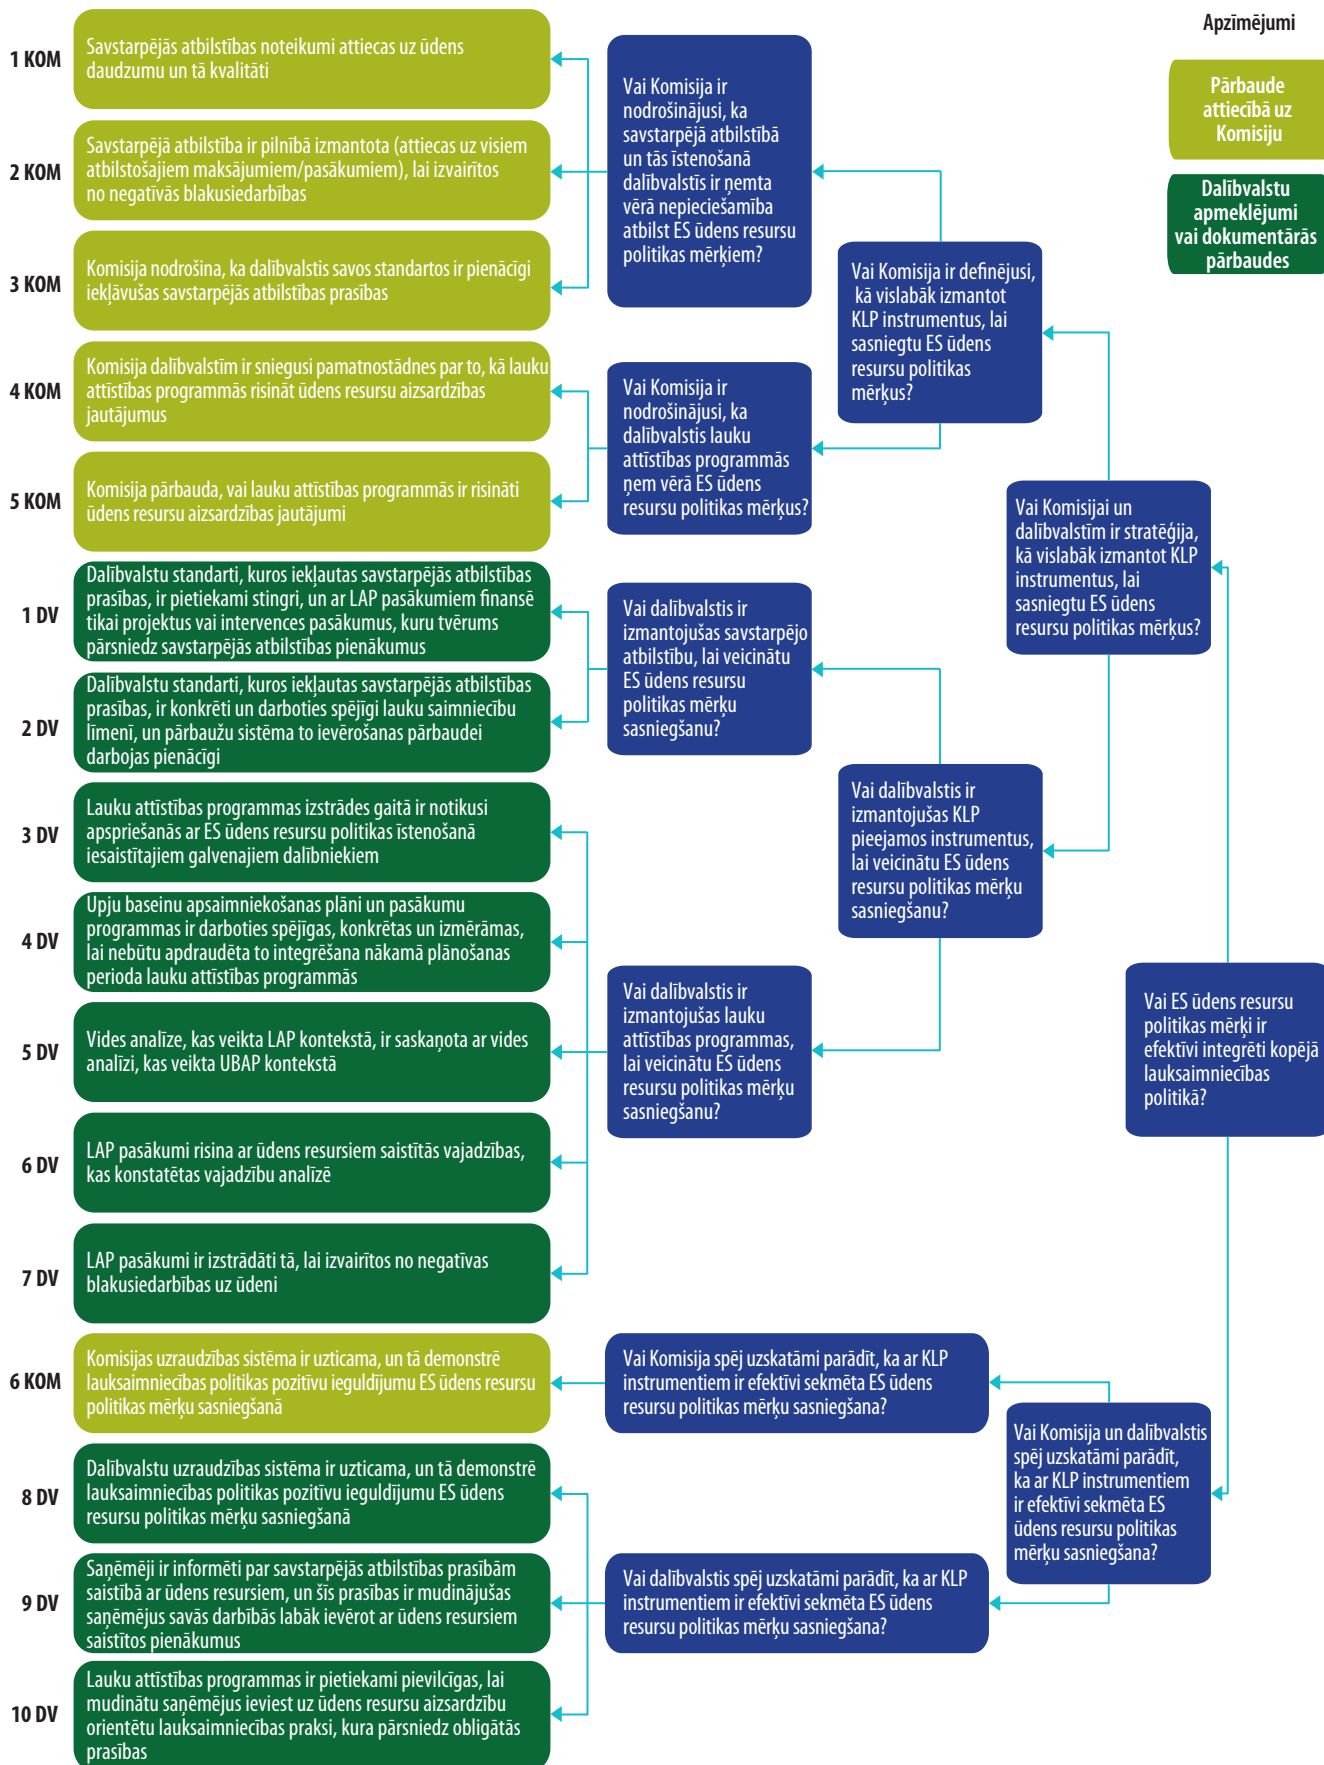 Apzīmējumi
Pārbaude
attiecībā uz
Komisiju
Dalībvalstu
apmeklējumi
vai dokumentārās
pārbaudes
1 KOM
Savstarpējās atbilstības noteikumi attiecas uz ūdens
daudzumu un tā kvalitāti
2 KOM
Savstarpējā atbilstība ir pilnībā izmantota (attiecas uz visiem
atbilstošajiem maksājumiem/pasākumiem), lai izvairītos
no negatīvās blakusiedarbības
3 KOM
Komisija nodrošina, ka dalībvalstis savos standartos ir pienācīgi
iekļāvušas savstarpējās atbilstības prasības
4 KOM
Komisija dalībvalstīm ir sniegusi pamatnostādnes par to, kā lauku
attīstības programmās risināt ūdens resursu aizsardzības
jautājumus
5 KOM
Komisija pārbauda, vai lauku attīstības programmās ir risināti
ūdens resursu aizsardzības jautājumi
1 DV
Dalībvalstu standarti, kuros iekļautas savstarpējās atbilstības
prasības, ir pietiekami stingri, un ar LAP pasākumiem finansē
tikai projektus vai intervences pasākumus, kuru tvērums
pārsniedz savstarpējās atbilstības pienākumus
2 DV
Dalībvalstu standarti, kuros iekļautas savstarpējās atbilstības
prasības, ir konkrēti un darboties spējīgi lauku saimniecību
līmenī, un pārbaužu sistēma to ievērošanas pārbaudei
darbojas pienācīgi
3 DV
Lauku attīstības programmas izstrādes gaitā ir notikusi
apspriešanās ar ES ūdens resursu politikas īstenošanā
iesaistītajiem galvenajiem dalībniekiem
4 DV
Upju baseinu apsaimniekošanas plāni un pasākumu
programmas ir darboties spējīgas, konkrētas un izmērāmas,
lai nebūtu apdraudēta to integrēšana nākamā plānošanas
perioda lauku attīstības programmās
5 DV
Vides analīze, kas veikta LAP kontekstā, ir saskaņota ar vides
analīzi, kas veikta UBAP kontekstā
6 DV
LAP pasākumi risina ar ūdens resursiem saistītās vajadzības,
kas konstatētas vajadzību analīzē
7 DV
LAP pasākumi ir izstrādāti tā, lai izvairītos no negatīvas
blakusiedarbības uz ūdeni
6 KOM
Komisijas uzraudzības sistēma ir uzticama, un tā demonstrē
lauksaimniecības politikas pozitīvu ieguldījumu ES ūdens resursu
politikas mērķu sasniegšanā
8 DV
Dalībvalstu uzraudzības sistēma ir uzticama, un tā demonstrē
lauksaimniecības politikas pozitīvu ieguldījumu ES ūdens
resursu politikas mērķu sasniegšanā
9 DV
Saņēmēji ir informēti par savstarpējās atbilstības prasībām
saistībā ar ūdens resursiem, un šīs prasības ir mudinājušas
saņēmējus savās darbībās labāk ievērot ar ūdens resursiem
saistītos pienākumus
10 DV
Lauku attīstības programmas ir pietiekami pievilcīgas, lai
mudinātu saņēmējus ieviest uz ūdens resursu aizsardzību
orientētu lauksaimniecības praksi, kura pārsniedz obligātās
prasības
Vai Komisija ir
nodrošinājusi, ka
savstarpējā atbilstībā
un tās īstenošanā
dalībvalstīs ir ņemta
vērā nepieciešamība
atbilst ES ūdens resursu
politikas mērķiem?
Vai Komisija ir
nodrošinājusi, ka
dalībvalstis lauku
attīstības programmās
ņem vērā ES ūdens
resursu politikas mērķus?
Vai dalībvalstis ir
izmantojušas savstarpējo
atbilstību, lai veicinātu
ES ūdens resursu
politikas mērķu
sasniegšanu?
Vai dalībvalstis ir
izmantojušas lauku
attīstības programmas,
lai veicinātu ES ūdens
resursu politikas mērķu
sasniegšanu?
Vai Komisija spēj uzskatāmi parādīt, ka ar KLP
instrumentiem ir efektīvi sekmēta ES ūdens
resursu politikas mērķu sasniegšana?
Vai dalībvalstis spēj uzskatāmi parādīt, ka ar KLP
instrumentiem ir efektīvi sekmēta ES ūdens
resursu politikas mērķu sasniegšana?
Vai Komisija ir definējusi,
kā vislabāk izmantot
KLP instrumentus, lai
sasniegtu ES ūdens
resursu politikas
mērķus?
Vai dalībvalstis ir
izmantojušas KLP
pieejamos instrumentus,
lai veicinātu ES ūdens
resursu politikas mērķu
sasniegšanu?
Vai Komisijai un
dalībvalstīm ir stratēģija,
kā vislabāk izmantot KLP
instrumentus, lai
sasniegtu ES ūdens
resursu politikas mērķus?
Vai Komisija un dalībvalstis
spēj uzskatāmi parādīt,
ka ar KLP instrumentiem
ir efektīvi sekmēta ES
ūdens resursu politikas
mērķu sasniegšana?
Vai ES ūdens resursu
politikas mērķi ir
efektīvi integrēti kopējā
lauksaimniecības
politikā?